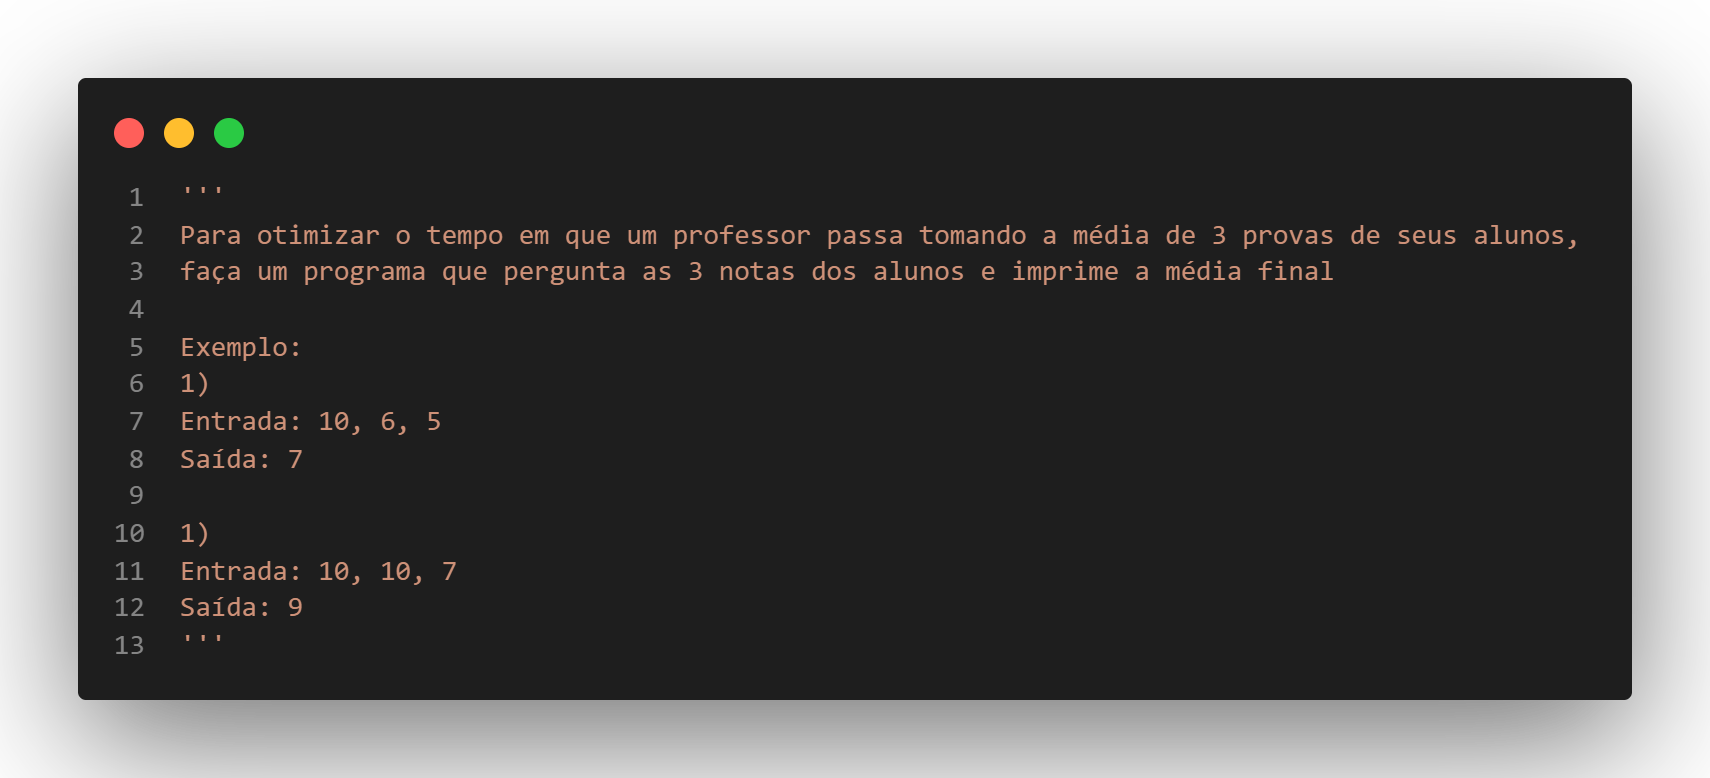 1 '''
2 Para otimizar o tempo em que um professor passa tomando a média de 3 provas de seus alunos,
3 faça um programa que pergunta as 3 notas dos alunos e imprime a média final
4
5 Exemplo:
6 1)
7 Entrada: 10, 6, 5
8 Saída: 7
9
10 1)
11 Entrada: 10, 10, 7
12 Saída: 9
13 '''